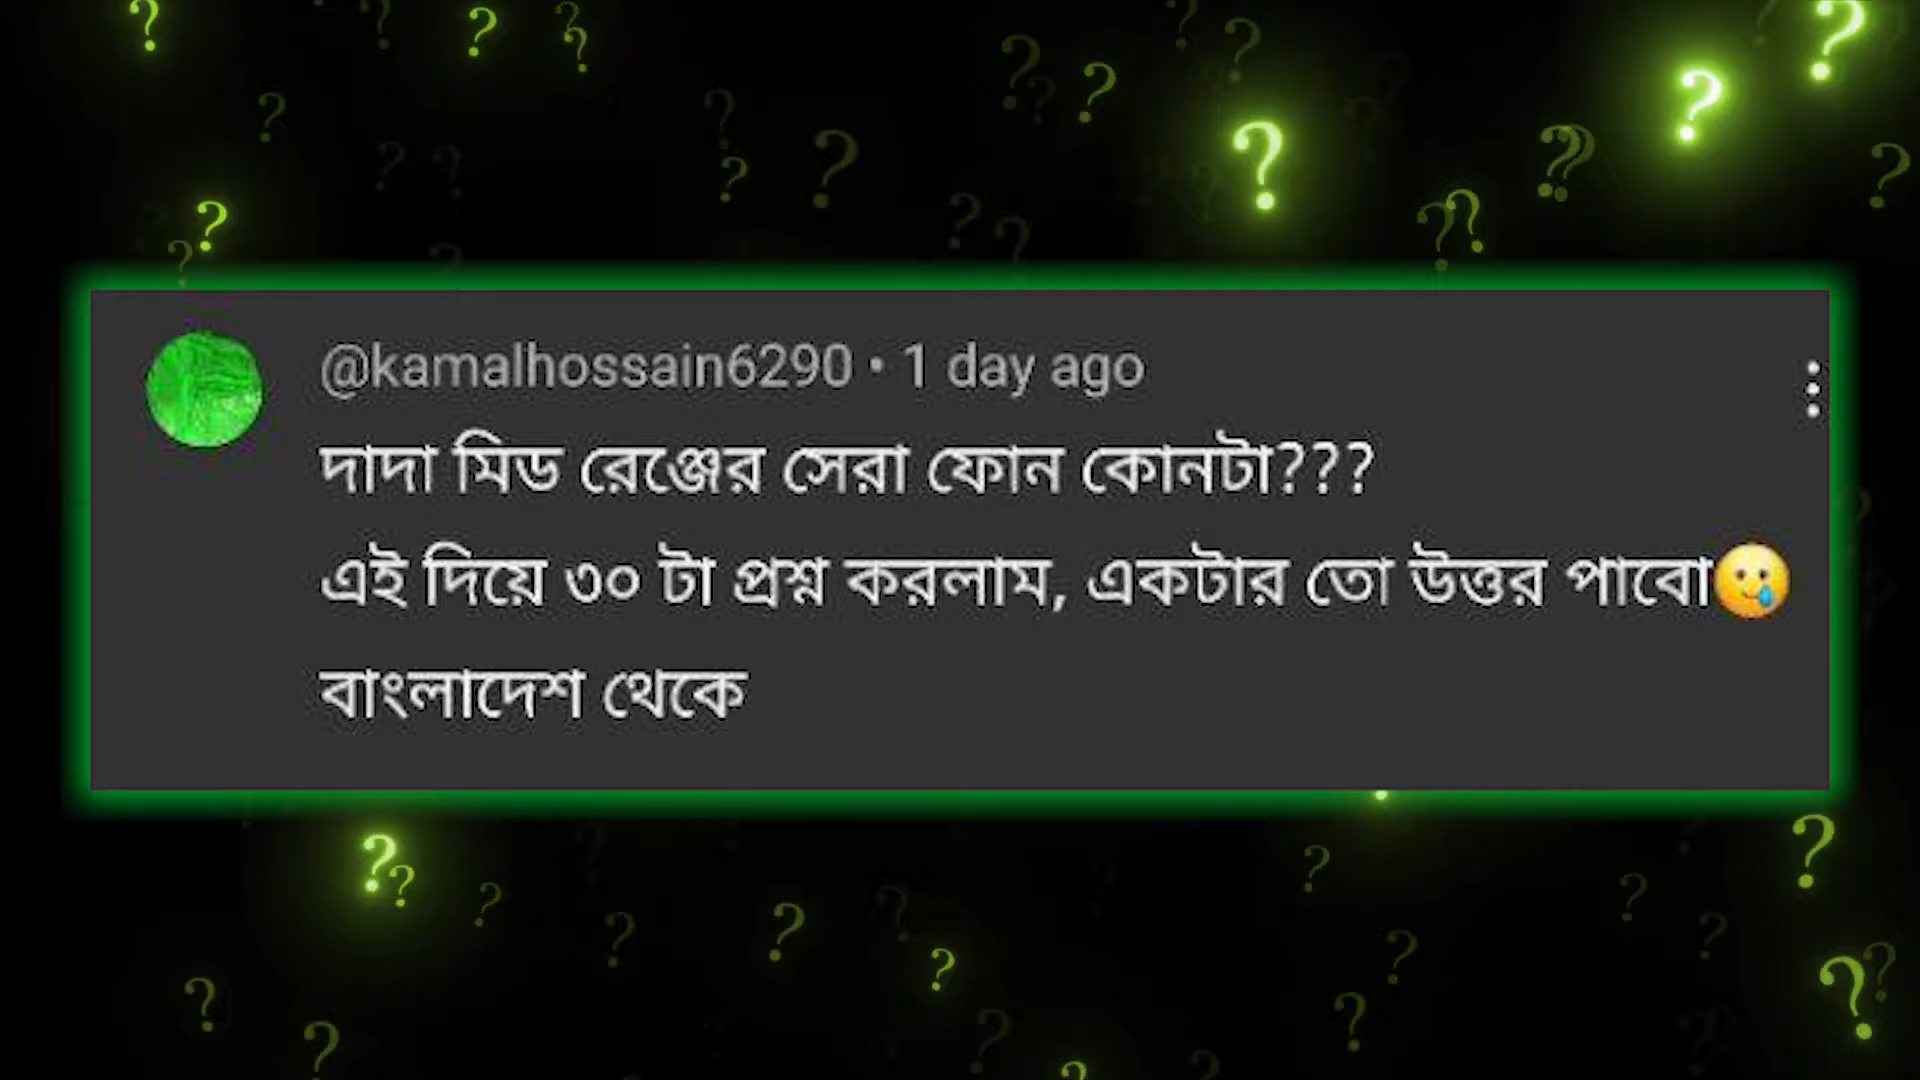 @kamalhossain6290 • 1 day ago
দাদা মিড রেঞ্জের সেরা ফোন কোনটা???
এই দিয়ে ৩০ টা প্রশ্ন করলাম, একটার তো উত্তর পাবো🥲
বাংলাদেশ থেকে